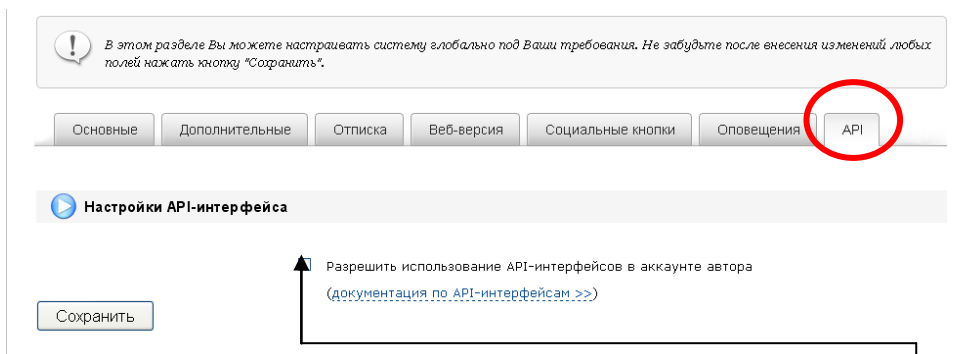 В этом разделе Вы можете настраивать систему глобально под Ваши требования. Не забудьте после внесения изменений любых
полей нажать кнопку "Сохранить".
Основные Дополнительные Отписка Веб-версия Социальные кнопки Оповещения API
Настройки API-интерфейса
Разрешить использование API-интерфейсов в аккаунте автора
(документация по API-интерфейсам >>)
Сохранить